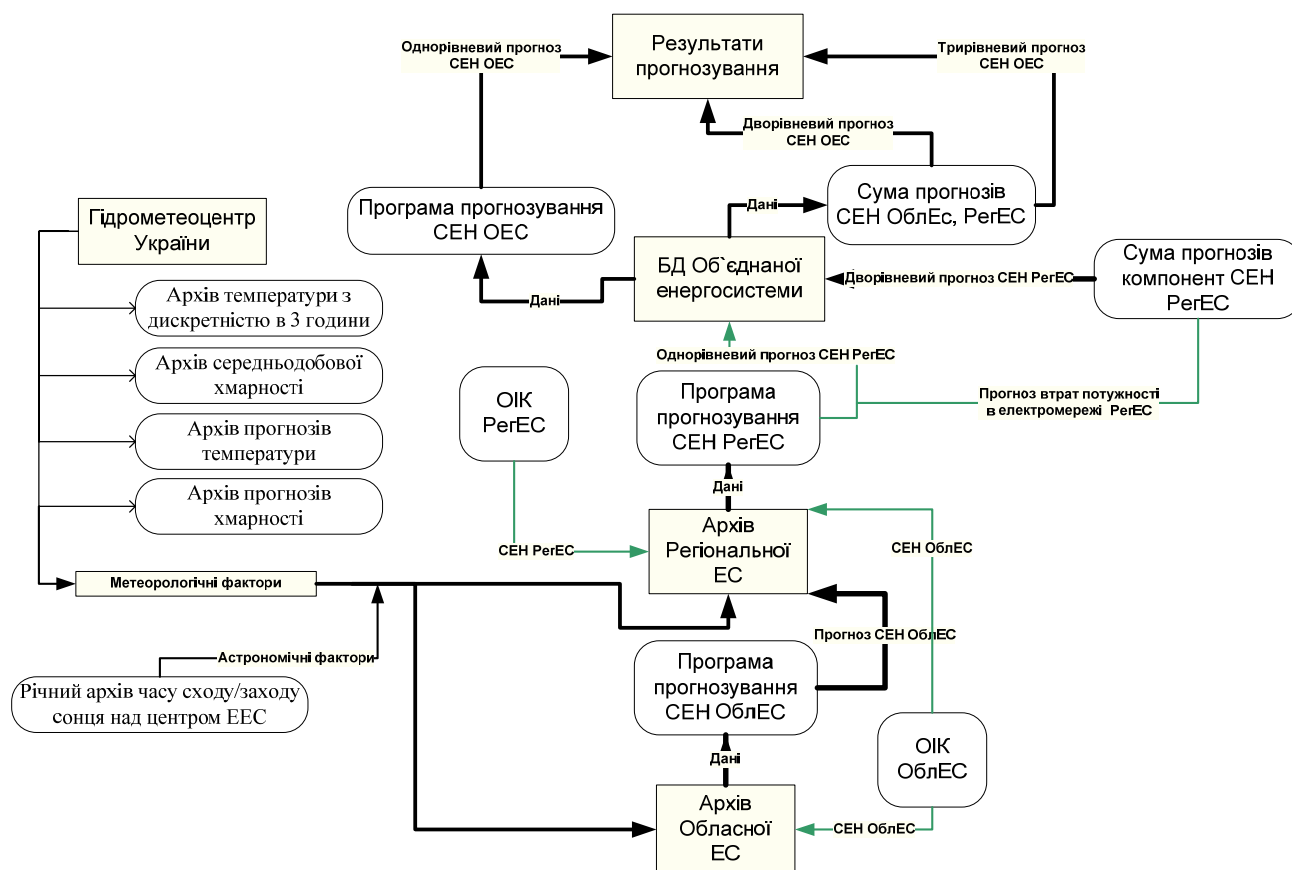 Однорівневий прогноз
СЕН ОЕС
Результати
прогнозування
Трирівневий прогноз
СЕН ОЕС
Дворівневий прогноз
СЕН ОЕС
Гідрометеоцентр
України
Програма прогнозування
СЕН ОЕС
Дані
Сума прогнозів
СЕН ОблЕс, РегЕС
БД Об`єднаної
енергосистеми
Дані
Дворівневий прогноз СЕН РегЕС
Сума прогнозів
компонент СЕН
РегЕС
Архів температури з
дискретністю в 3 години
Архів середньодобової
хмарності
Архів прогнозів
температури
Архів прогнозів
хмарності
Однорівневий прогноз СЕН РегЕС
ОІК
РегЕС
Програма
прогнозування
СЕН РегЕС
Прогноз втрат потужності
в електромережі РегЕС
Дані
СЕН РегЕС
Архів
Регіональної
ЕС
СЕН ОблЕС
Метеорологічні фактори
Прогноз СЕН ОблЕС
Астрономічні фактори
Річний архів часу сходу/заходу
сонця над центром ЕЕС
Програма
прогнозування
СЕН ОблЕС
ОІК
ОблЕС
Дані
Архів
Обласної
ЕС
СЕН ОблЕС